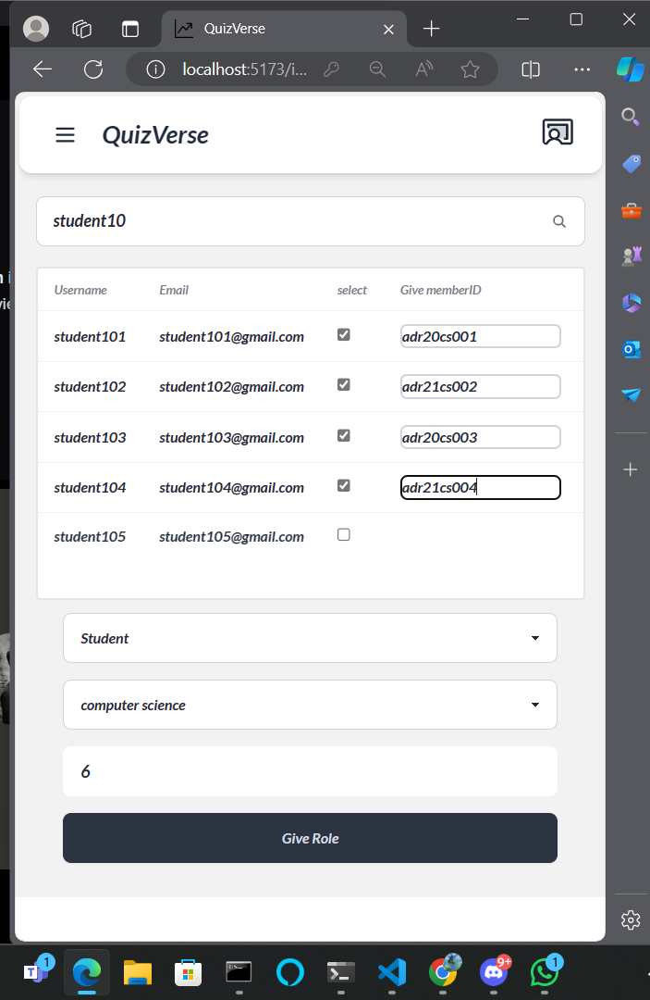 QuizVerse
localhost:5173/i...
QuizVerse
student10
Username Email select Give memberID
student101 student101@gmail.com adr20cs001
student102 student102@gmail.com adr21cs002
student103 student103@gmail.com adr20cs003
student104 student104@gmail.com adr21cs004
student105 student105@gmail.com
Student
computer science
6
Give Role
1 9+ 1